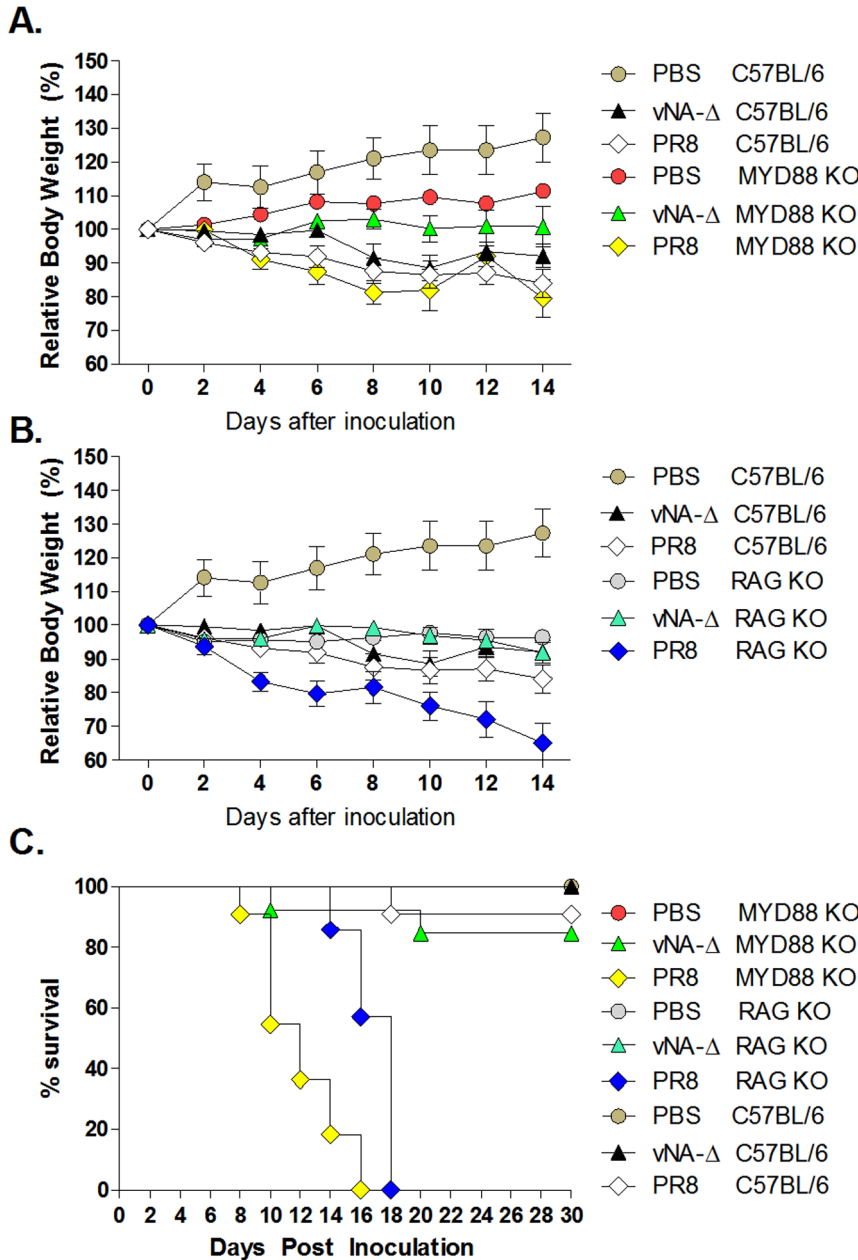 A.
Relative Body Weight (%)
150
140
130
120
110
100
90
80
70
60
0 2 4 6 8 10 12 14
Days after inoculation
PBS C57BL/6
vNA-Δ C57BL/6
PR8 C57BL/6
PBS MYD88 KO
vNA-Δ MYD88 KO
PR8 MYD88 KO
B.
Relative Body Weight (%)
150
140
130
120
110
100
90
80
70
60
0 2 4 6 8 10 12 14
Days after inoculation
PBS C57BL/6
vNA-Δ C57BL/6
PR8 C57BL/6
PBS RAG KO
vNA-Δ RAG KO
PR8 RAG KO
C.
% survival
100
80
60
40
20
0
0 2 4 6 8 10 12 14 16 18 20 22 24 26 28 30
Days Post Inoculation
PBS MYD88 KO
vNA-Δ MYD88 KO
PR8 MYD88 KO
PBS RAG KO
vNA-Δ RAG KO
PR8 RAG KO
PBS C57BL/6
vNA-Δ C57BL/6
PR8 C57BL/6